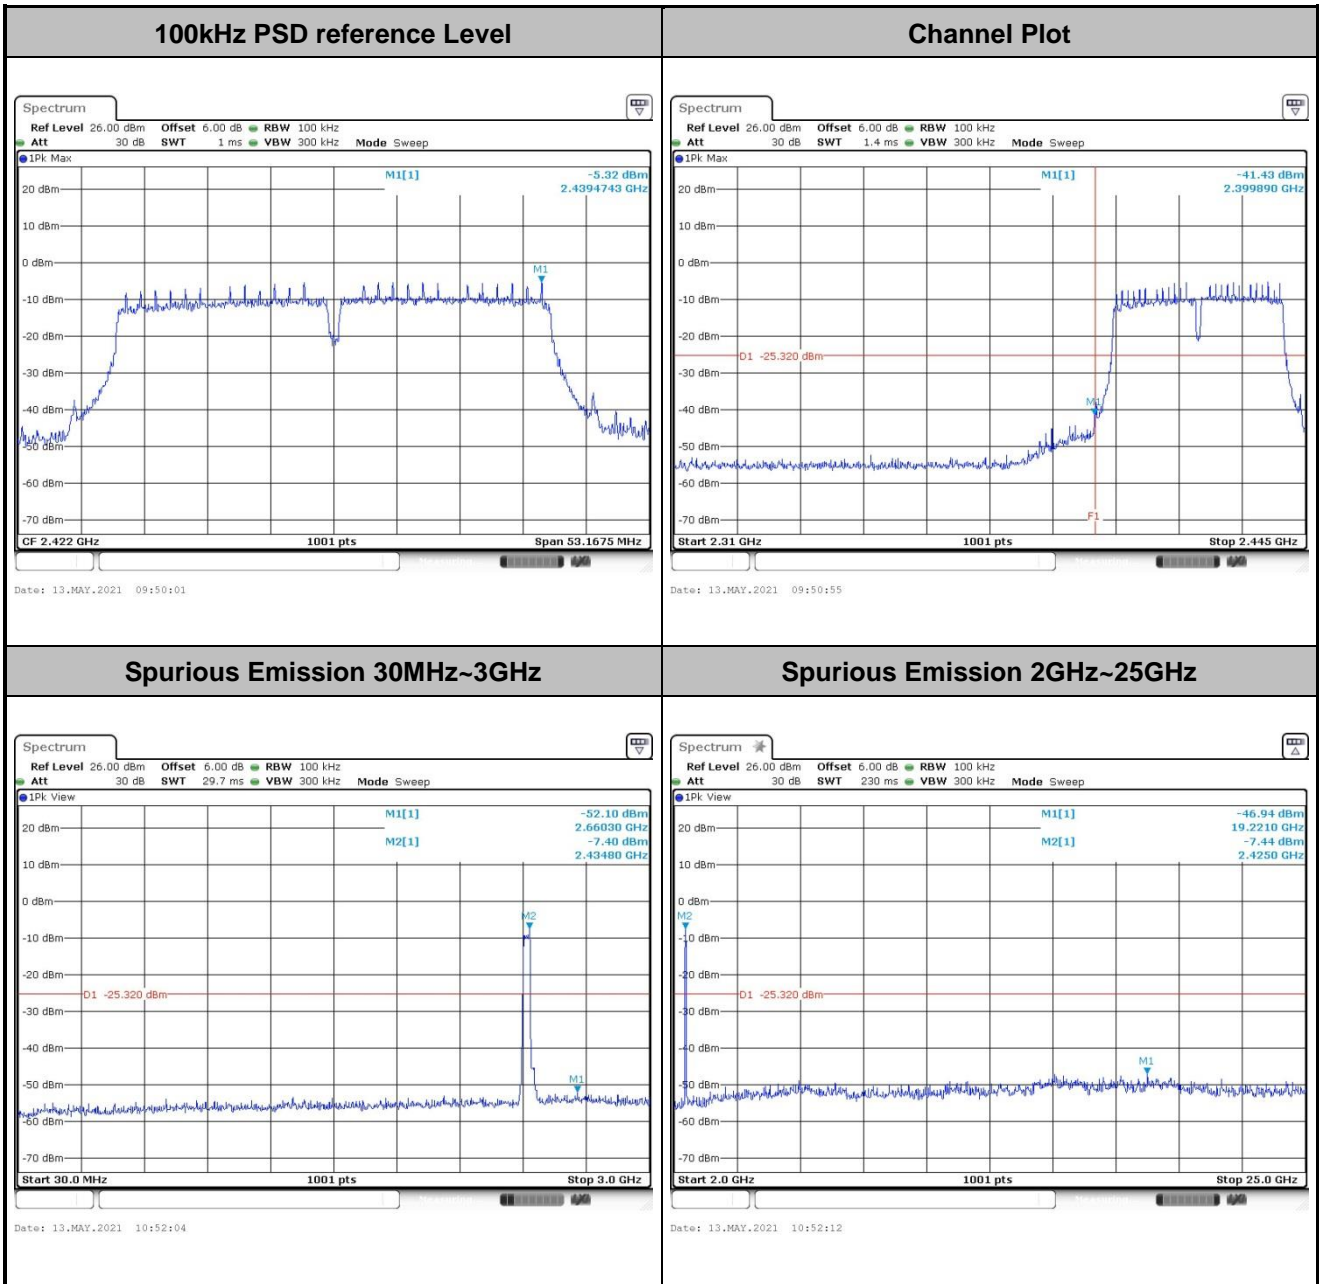 100kHz PSD reference Level
Channel Plot
Spectrum
Ref Level 26.00 dBm Offset 6.00 dB RBW 100 kHz
Att 30 dB SWT 1 ms VBW 300 kHz Mode Sweep
1Pk Max
M1[1] -5.32 dBm
2.4394743 GHz
20 dBm
10 dBm
0 dBm
M1
-10 dBm
-20 dBm
-30 dBm
-40 dBm
-50 dBm
-60 dBm
-70 dBm
CF 2.422 GHz 1001 pts Span 53.1675 MHz
Date: 13.MAY.2021 09:50:01
Spectrum
Ref Level 26.00 dBm Offset 6.00 dB RBW 100 kHz
Att 30 dB SWT 1.4 ms VBW 300 kHz Mode Sweep
1Pk Max
M1[1] -41.43 dBm
2.399890 GHz
20 dBm
10 dBm
0 dBm
-10 dBm
-20 dBm
D1 -25.320 dBm
-30 dBm
-40 dBm
M1
-50 dBm
-60 dBm
-70 dBm
F1
Start 2.31 GHz 1001 pts Stop 2.445 GHz
Date: 13.MAY.2021 09:50:55
Spurious Emission 30MHz~3GHz
Spurious Emission 2GHz~25GHz
Spectrum
Ref Level 26.00 dBm Offset 6.00 dB RBW 100 kHz
Att 30 dB SWT 29.7 ms VBW 300 kHz Mode Sweep
1Pk View
M1[1] -52.10 dBm
2.66030 GHz
M2[1] -7.40 dBm
2.43480 GHz
20 dBm
10 dBm
0 dBm
M2
-10 dBm
-20 dBm
D1 -25.320 dBm
-30 dBm
-40 dBm
M1
-50 dBm
-60 dBm
-70 dBm
Start 30.0 MHz 1001 pts Stop 3.0 GHz
Date: 13.MAY.2021 10:52:04
Spectrum
Ref Level 26.00 dBm Offset 6.00 dB RBW 100 kHz
Att 30 dB SWT 230 ms VBW 300 kHz Mode Sweep
1Pk View
M1[1] -46.94 dBm
19.2210 GHz
M2[1] -7.44 dBm
2.4250 GHz
20 dBm
10 dBm
0 dBm
M2
-10 dBm
-20 dBm
D1 -25.320 dBm
-30 dBm
-40 dBm
M1
-50 dBm
-60 dBm
-70 dBm
Start 2.0 GHz 1001 pts Stop 25.0 GHz
Date: 13.MAY.2021 10:52:12